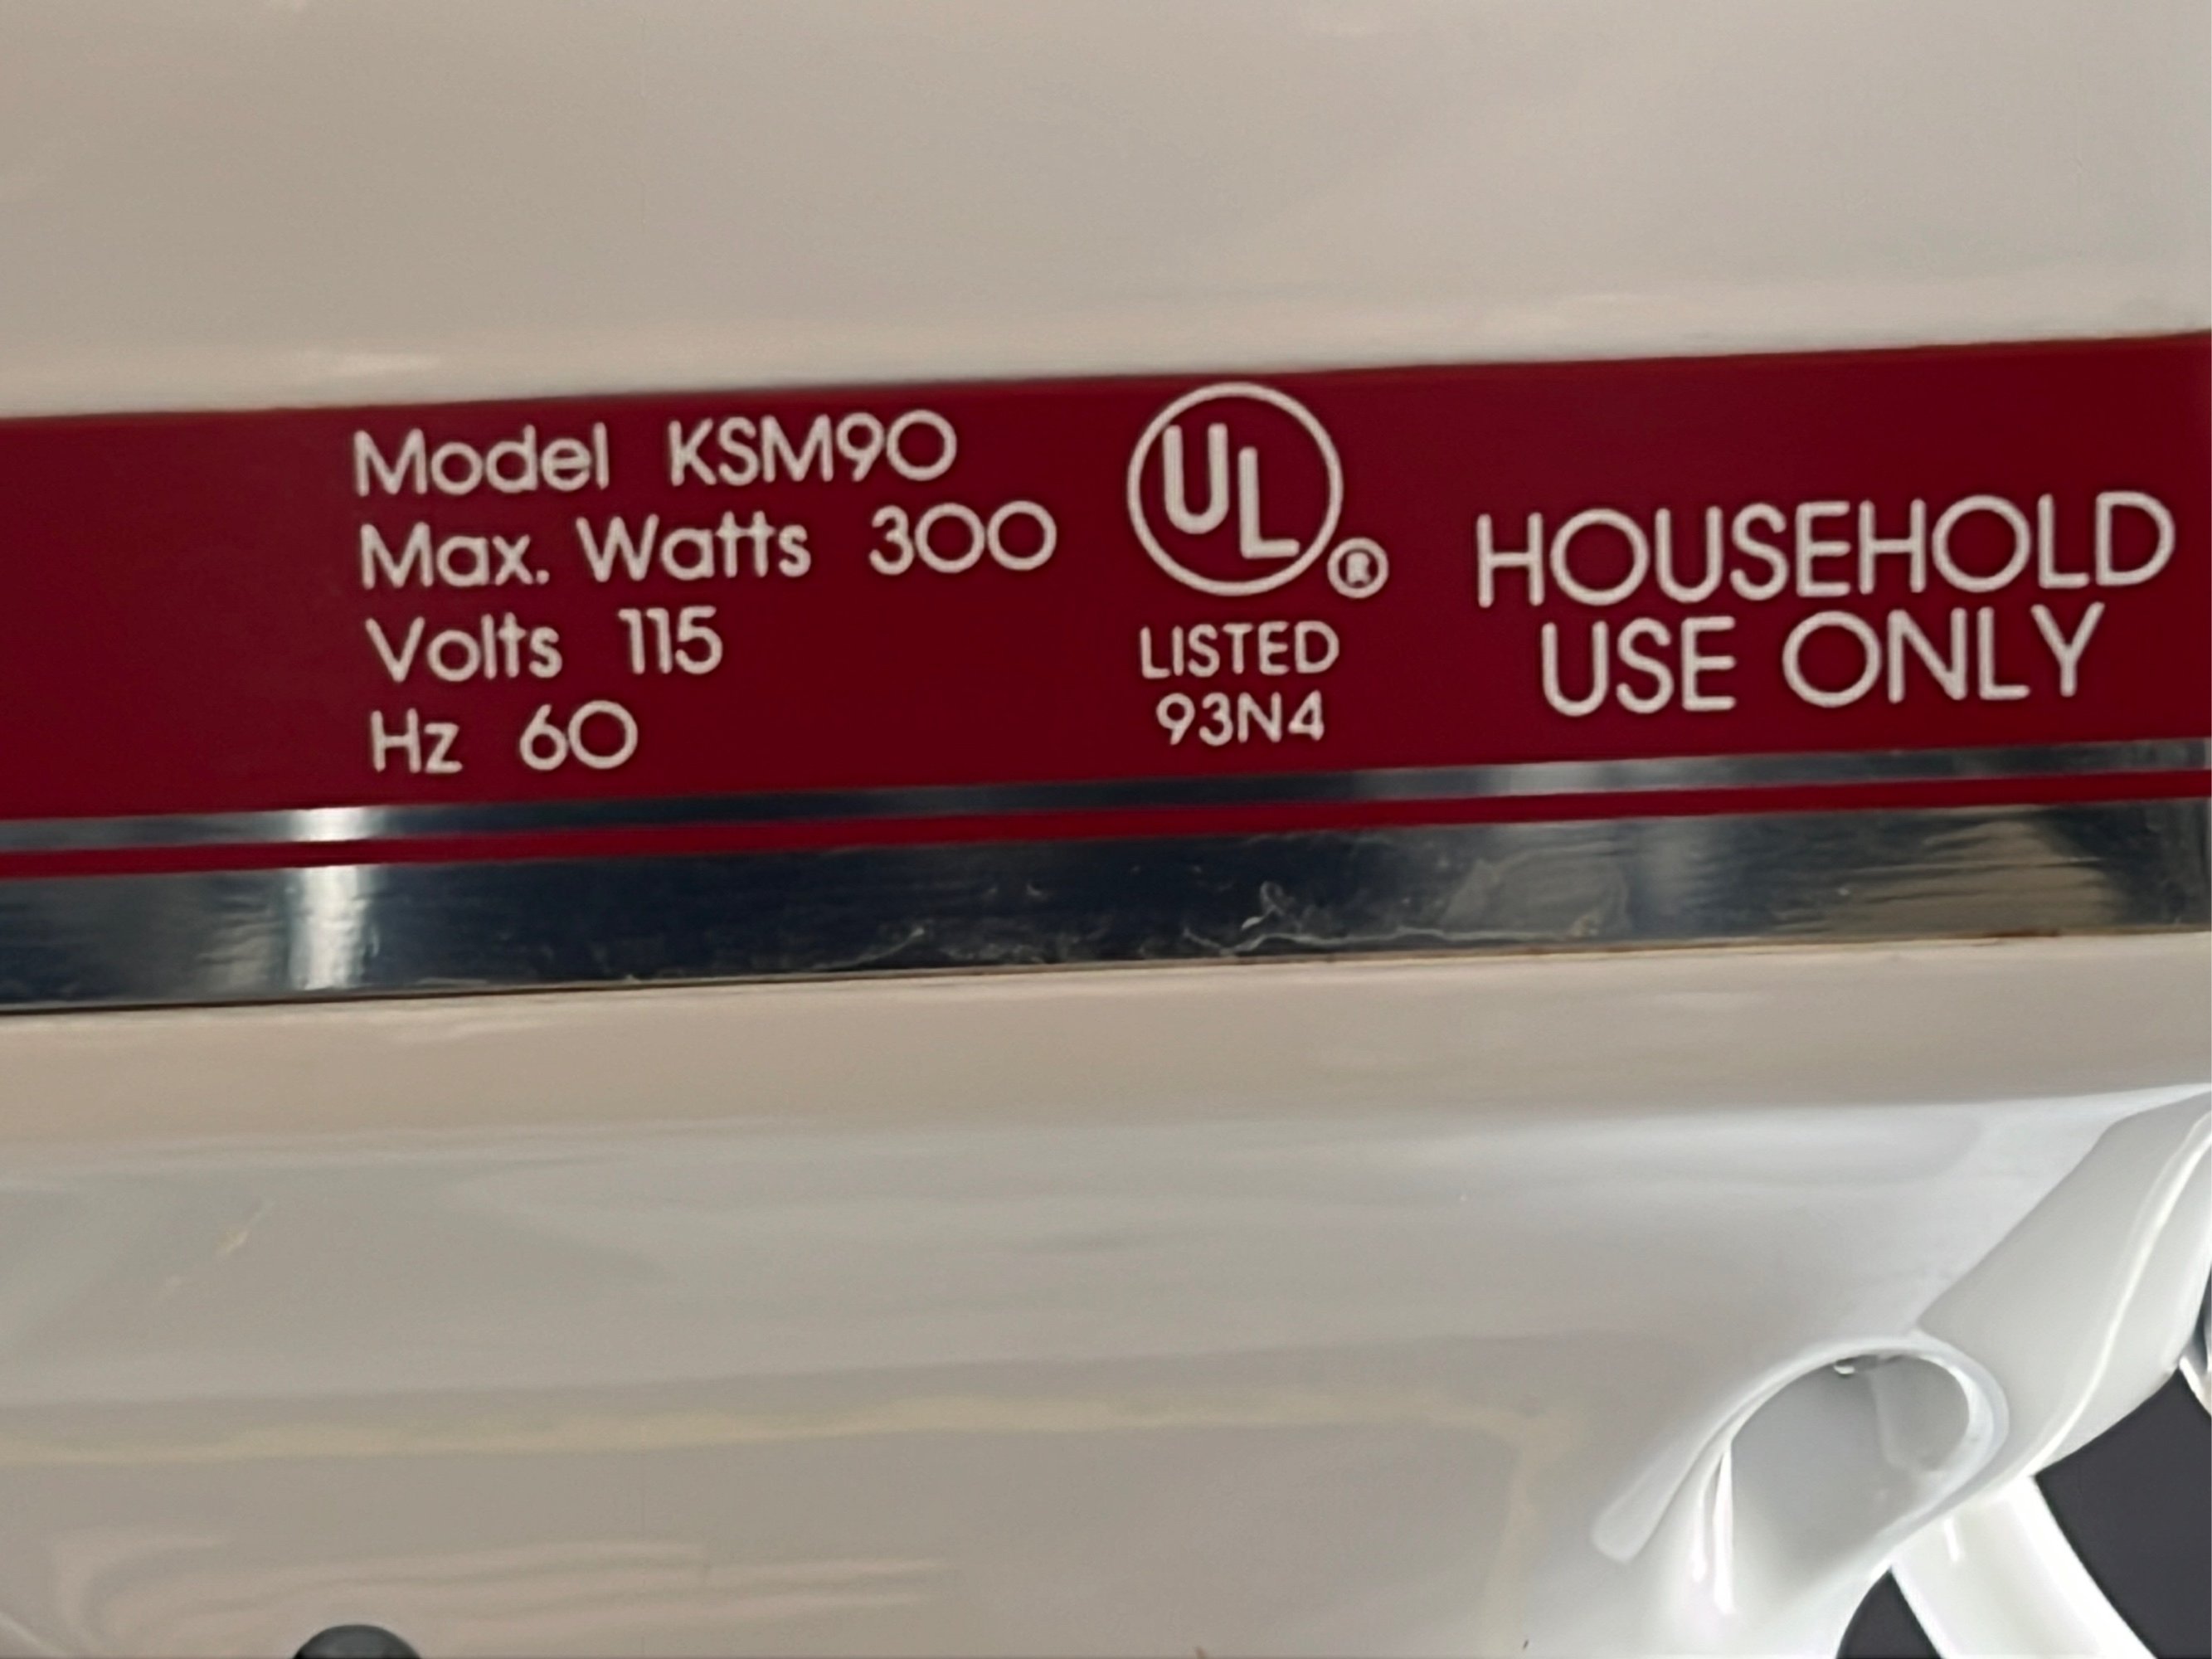 Model KSM90
Max. Watts 300
Volts 115
Hz 60
UL®
LISTED
93N4
HOUSEHOLD
USE ONLY